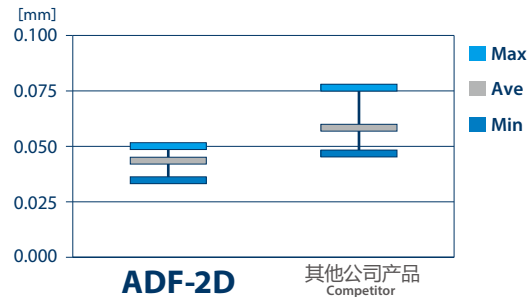 [mm]
0.100
0.075
0.050
0.025
0.000
Max
Ave
Min
ADF-2D
其他公司产品
Competitor